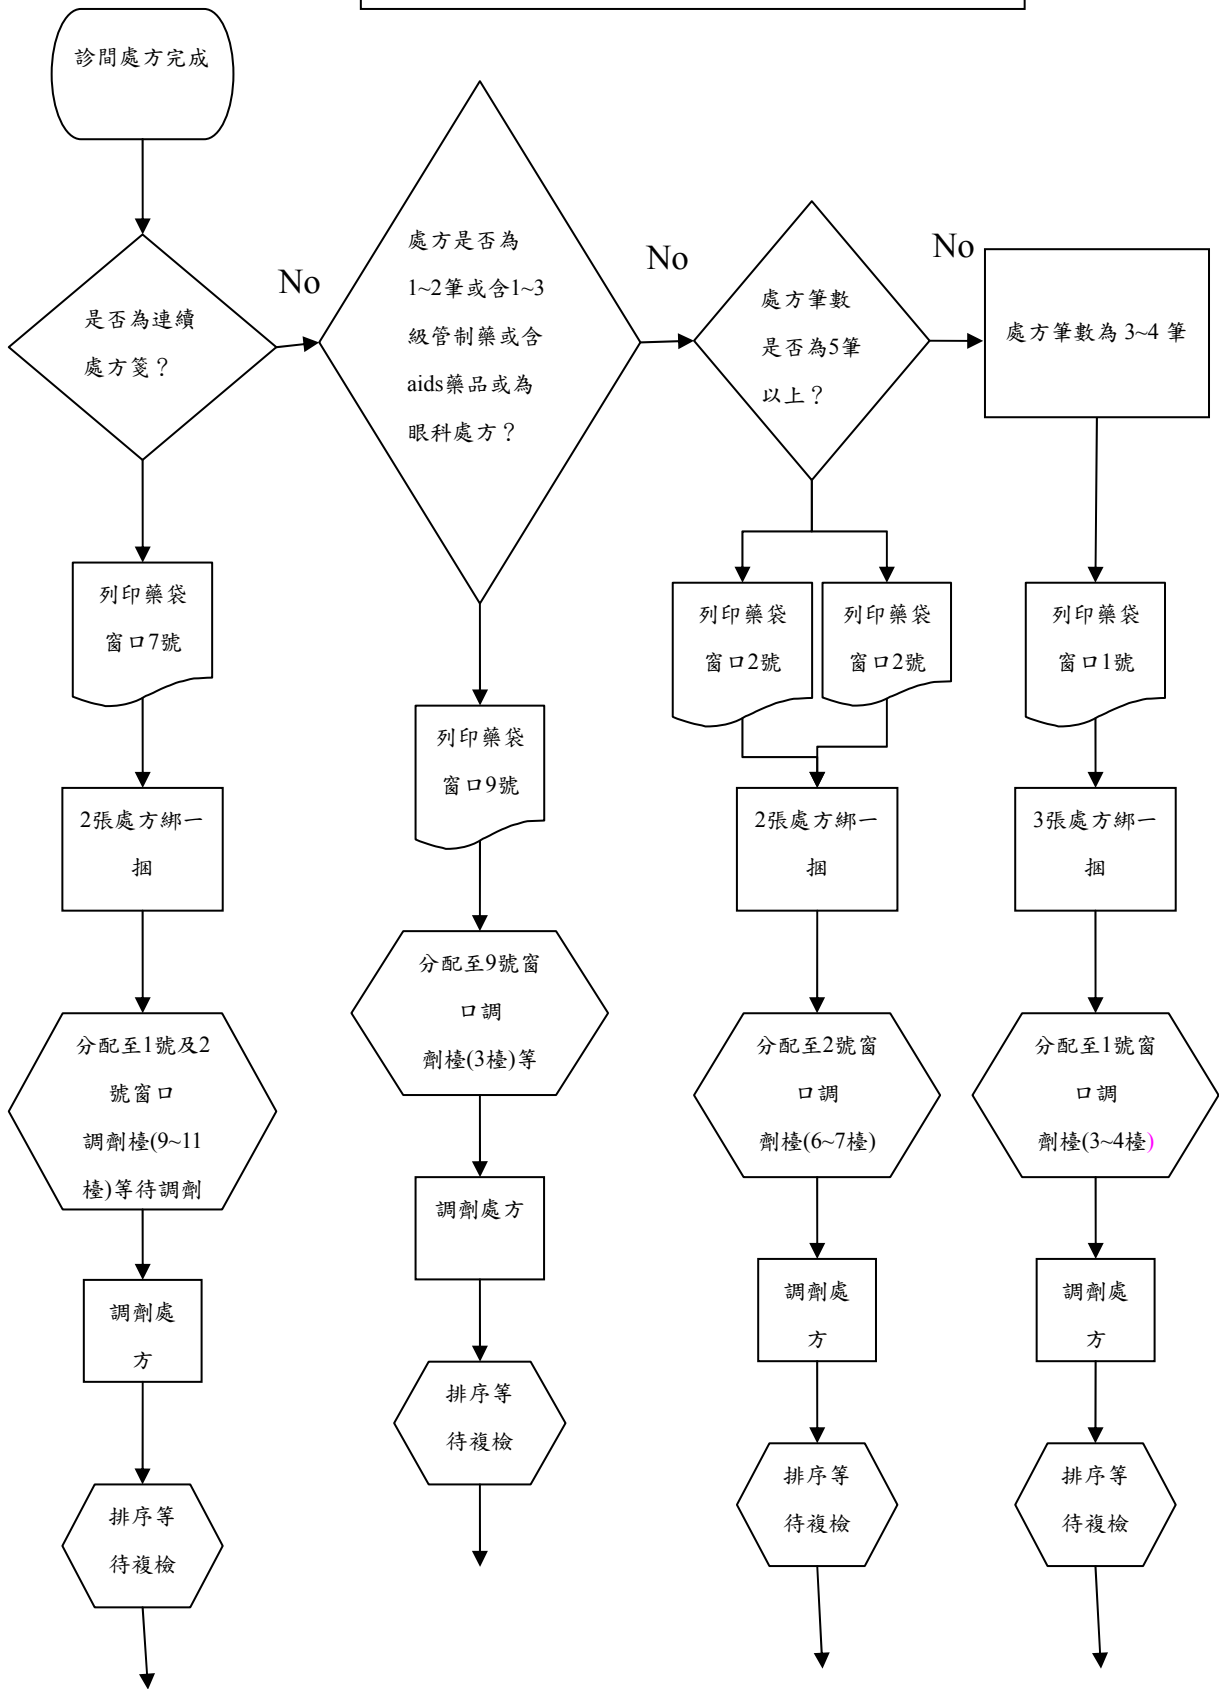 診間處方完成
是否為連續
處方箋？
No
處方是否為
1~2筆或含1~3
級管制藥或含
aids藥品或為
眼科處方？
No
處方筆數
是否為5筆
以上？
No
處方筆數為 3~4 筆
列印藥袋
窗口7號
2張處方綁一
捆
分配至1號及2
號窗口
調劑檯(9~11
檯)等待調劑
調劑處
方
排序等
待複檢
列印藥袋
窗口9號
分配至9號窗
口調
劑檯(3檯)等
調劑處方
排序等
待複檢
列印藥袋
窗口2號
列印藥袋
窗口2號
2張處方綁一
捆
分配至2號窗
口調
劑檯(6~7檯)
調劑處
方
排序等
待複檢
列印藥袋
窗口1號
3張處方綁一
捆
分配至1號窗
口調
劑檯(3~4檯)
調劑處
方
排序等
待複檢